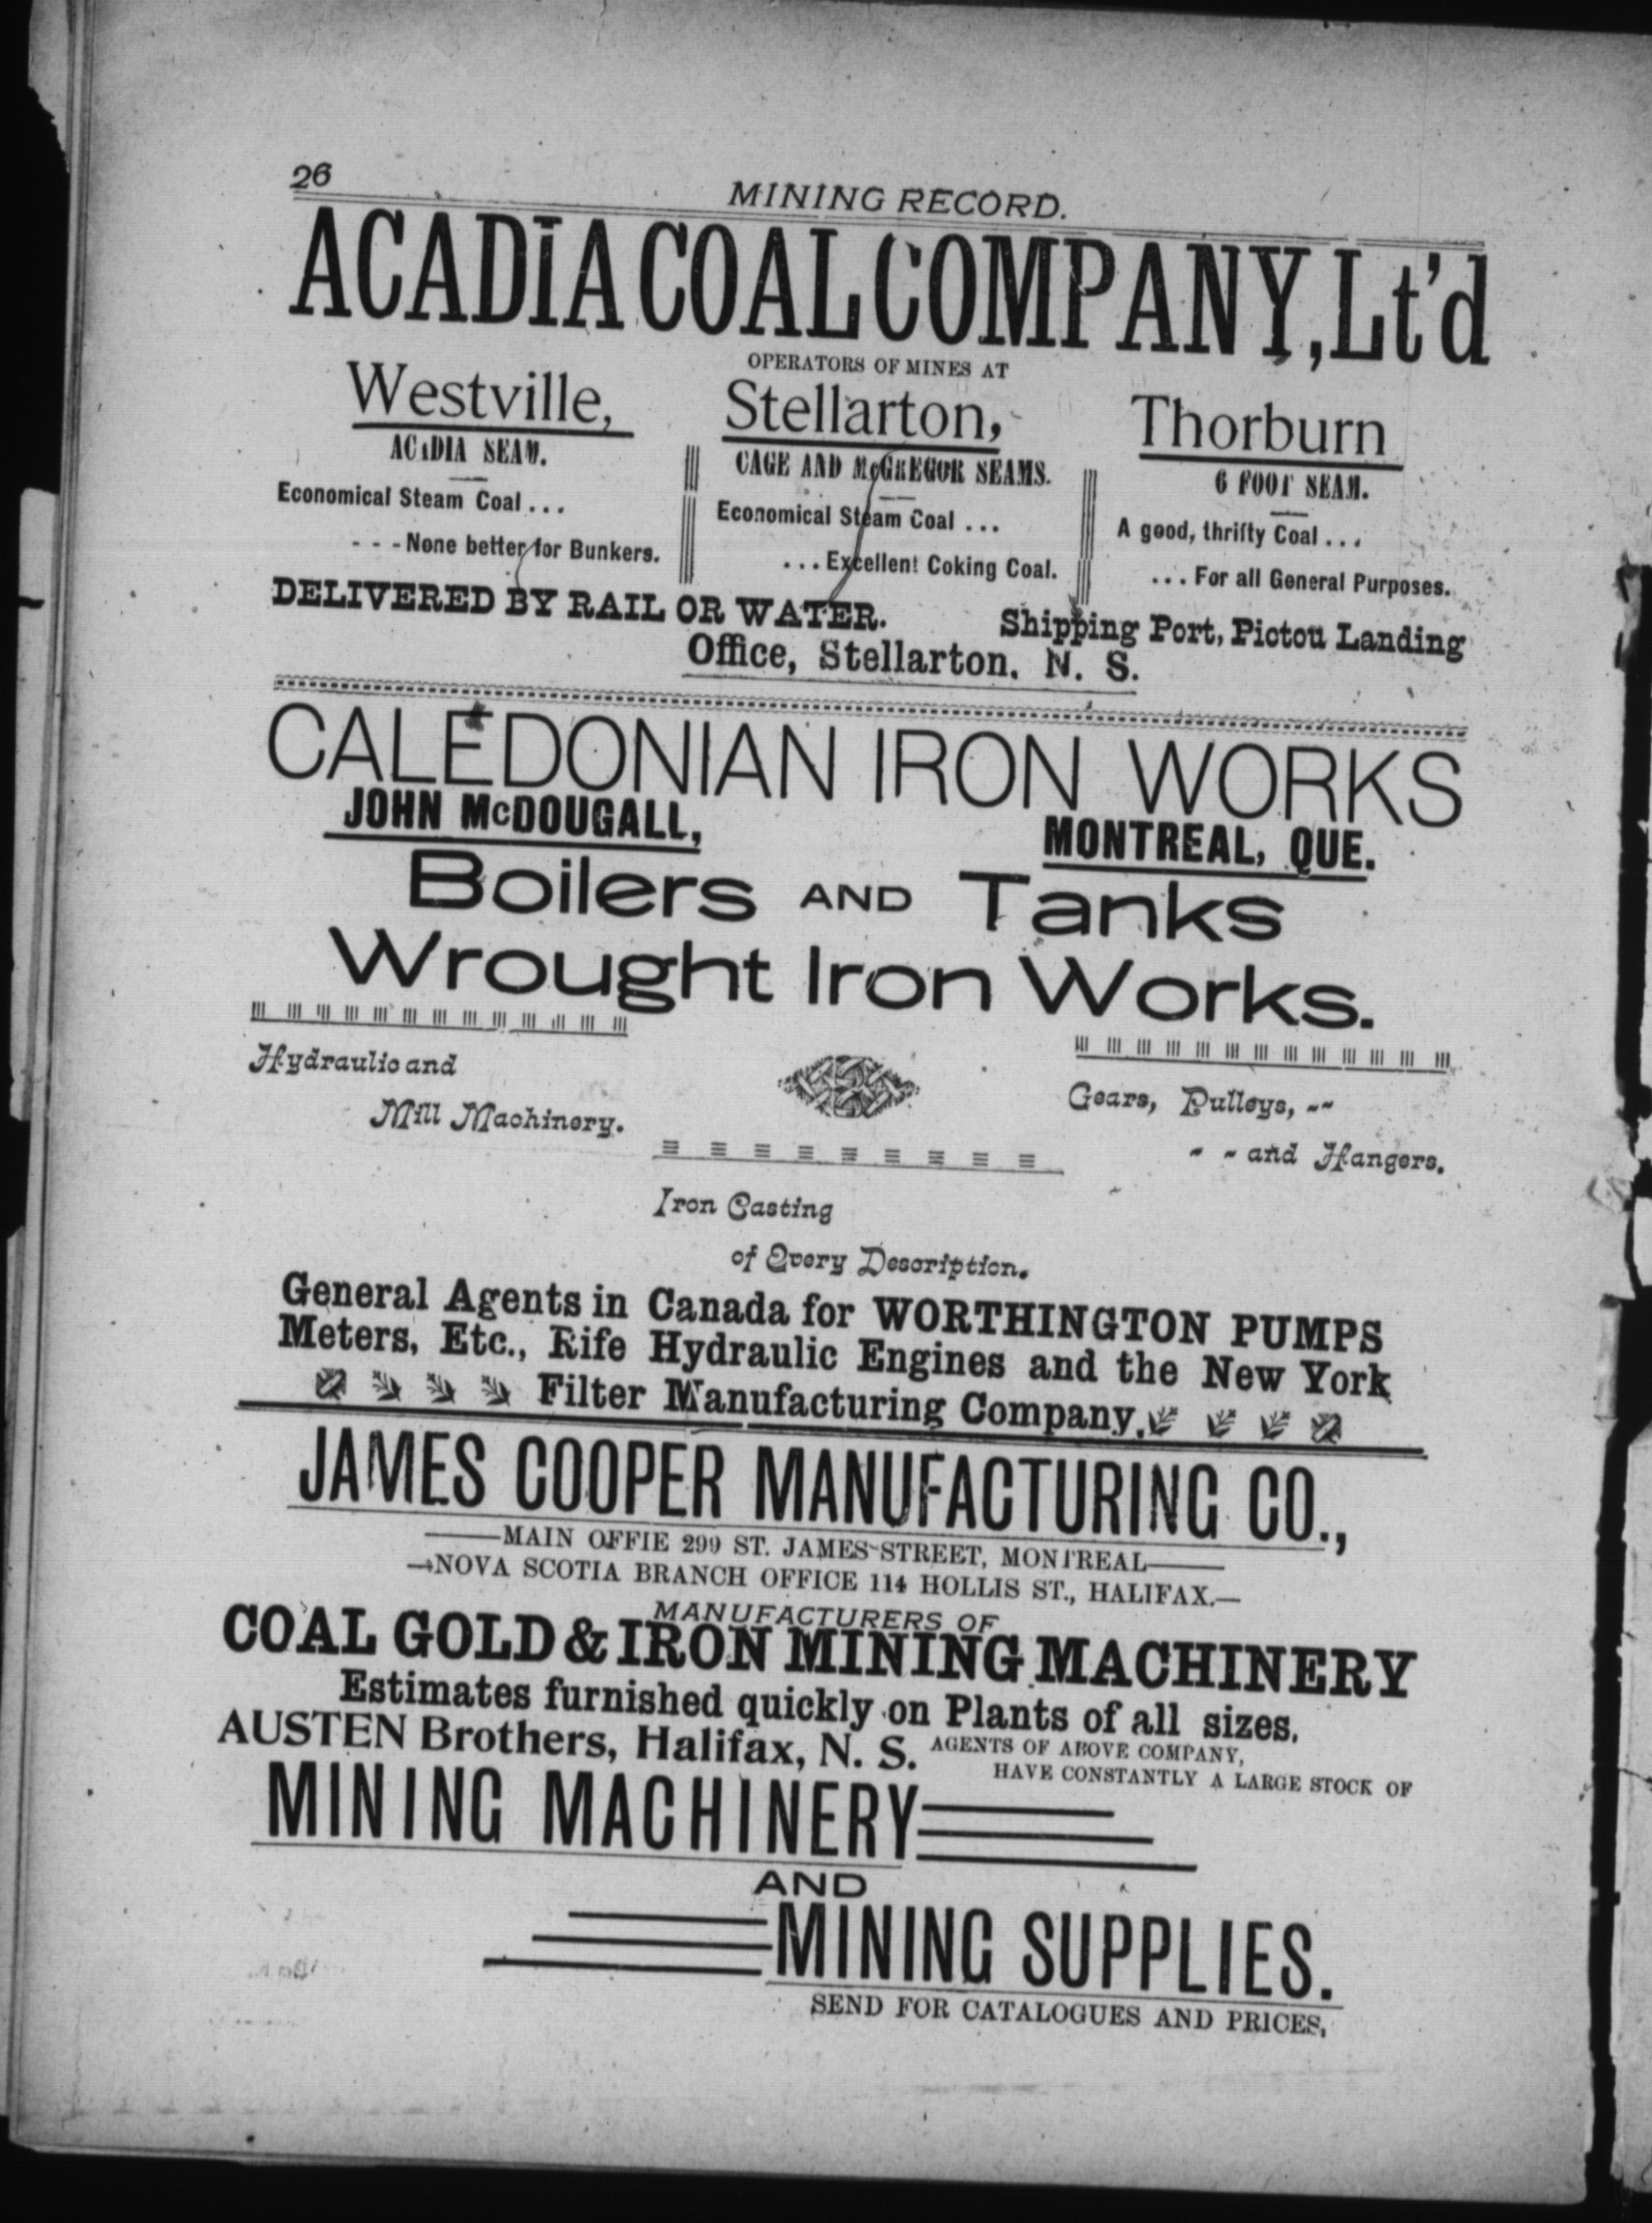 26
MINING RECORD.
ACADIA COAL COMPANY, Lt'd
OPERATORS OF MINES AT
Westville,
ACADIA SEAM.
Economical Steam Coal . . .
- - - None better for Bunkers.
Stellarton,
CAGE AND McGREGOR SEAMS.
Economical Steam Coal . . .
. . . Excellent Coking Coal.
Thorburn
6 FOOT SEAM.
A good, thrifty Coal . . .
. . . For all General Purposes.
DELIVERED BY RAIL OR WATER. Shipping Port, Pictou Landing
Office, Stellarton, N. S.
CALEDONIAN IRON WORKS
JOHN McDOUGALL, MONTREAL, QUE.
Boilers AND Tanks
Wrought Iron Works.
Hydraulic and
Mill Machinery.
Gears, Pulleys, --
- - and Hangers.
Iron Casting
of Every Description.
General Agents in Canada for WORTHINGTON PUMPS
Meters, Etc., Rife Hydraulic Engines and the New York
Filter Manufacturing Company.
JAMES COOPER MANUFACTURING CO.,
MAIN OFFIE 299 ST. JAMES STREET, MONTREAL
NOVA SCOTIA BRANCH OFFICE 114 HOLLIS ST., HALIFAX.
MANUFACTURERS OF
COAL GOLD & IRON MINING MACHINERY
Estimates furnished quickly on Plants of all sizes.
AUSTEN Brothers, Halifax, N. S. AGENTS OF ABOVE COMPANY,
HAVE CONSTANTLY A LARGE STOCK OF
MINING MACHINERY
AND
MINING SUPPLIES.
SEND FOR CATALOGUES AND PRICES,